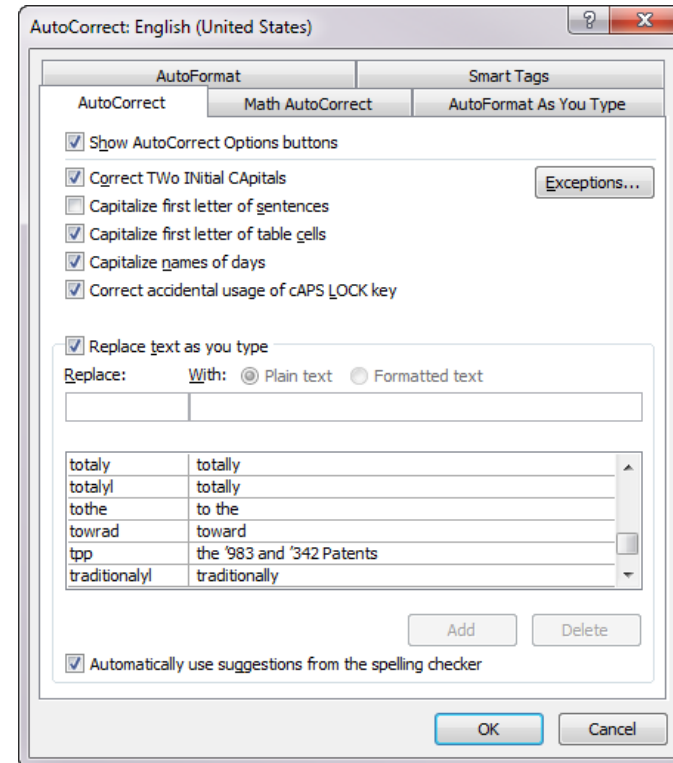 AutoCorrect: English (United States)
AutoFormat Smart Tags
AutoCorrect Math AutoCorrect AutoFormat As You Type
Show AutoCorrect Options buttons
Correct TWo INitial CApitals Exceptions...
Capitalize first letter of sentences
Capitalize first letter of table cells
Capitalize names of days
Correct accidental usage of cAPS LOCK key
Replace text as you type
Replace: With: Plain text Formatted text
totaly totally
totalyl totally
tothe to the
towrad toward
tpp the ’983 and ’342 Patents
traditionalyl traditionally
Add Delete
Automatically use suggestions from the spelling checker
OK Cancel